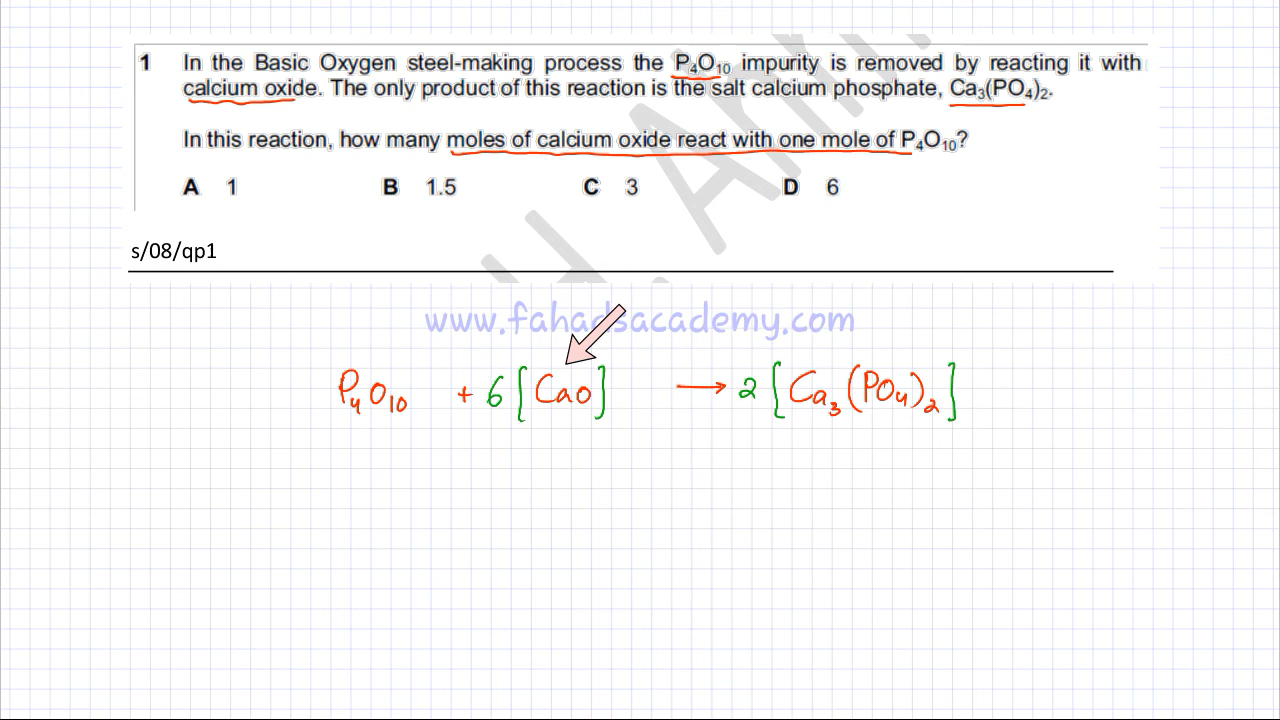 1 In the Basic Oxygen steel-making process the P₄O₁₀ impurity is removed by reacting it with
calcium oxide. The only product of this reaction is the salt calcium phosphate, Ca₃(PO₄)₂.
In this reaction, how many moles of calcium oxide react with one mole of P₄O₁₀?
A 1 B 1.5 C 3 D 6
s/08/qp1
www.fahadsacademy.com
P₄O₁₀ + 6 [CaO] → 2 [Ca₃(PO₄)₂]